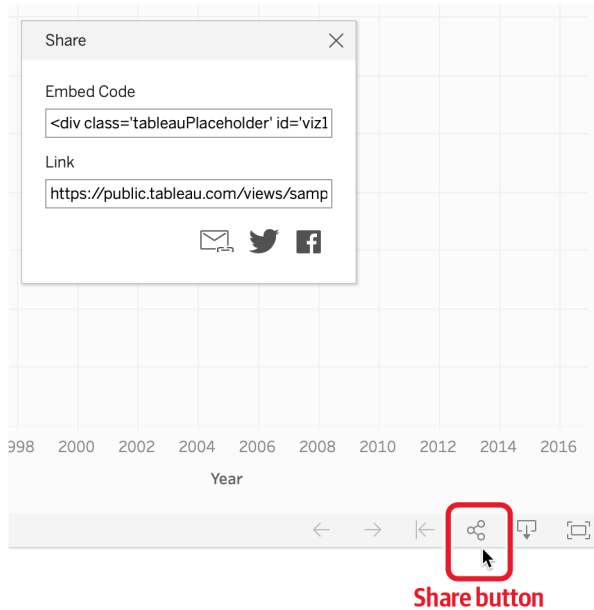 Share
Embed Code
<div class='tableauPlaceholder' id='viz1
Link
https://public.tableau.com/views/samp
998 2000 2002 2004 2006 2008 2010 2012 2014 2016
Year
Share button